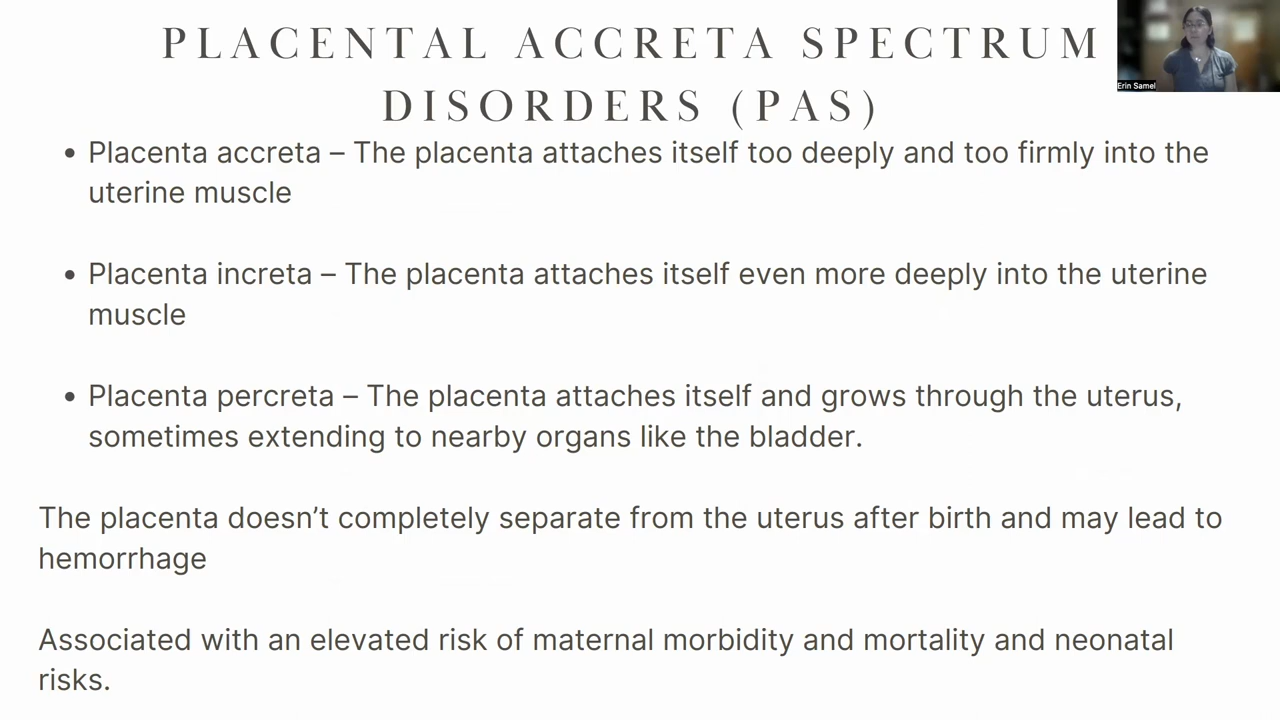 PLACENTAL ACCRETA SPECTRUM
DISORDERS (PAS)
Erin Samel
• Placenta accreta – The placenta attaches itself too deeply and too firmly into the
uterine muscle
• Placenta increta – The placenta attaches itself even more deeply into the uterine
muscle
• Placenta percreta – The placenta attaches itself and grows through the uterus,
sometimes extending to nearby organs like the bladder.
The placenta doesn’t completely separate from the uterus after birth and may lead to
hemorrhage
Associated with an elevated risk of maternal morbidity and mortality and neonatal
risks.